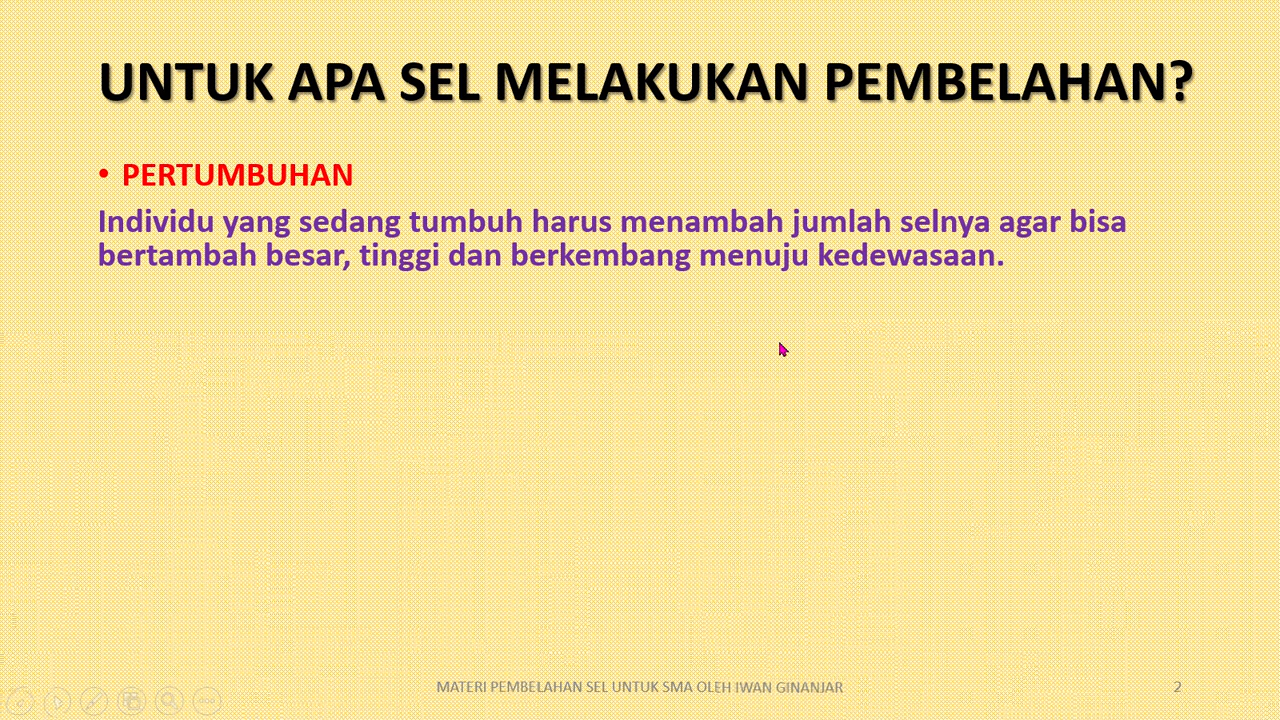 UNTUK APA SEL MELAKUKAN PEMBELAHAN?
• PERTUMBUHAN
Individu yang sedang tumbuh harus menambah jumlah selnya agar bisa
bertambah besar, tinggi dan berkembang menuju kedewasaan.
MATERI PEMBELAHAN SEL UNTUK SMA OLEH IWAN GINANJAR
2